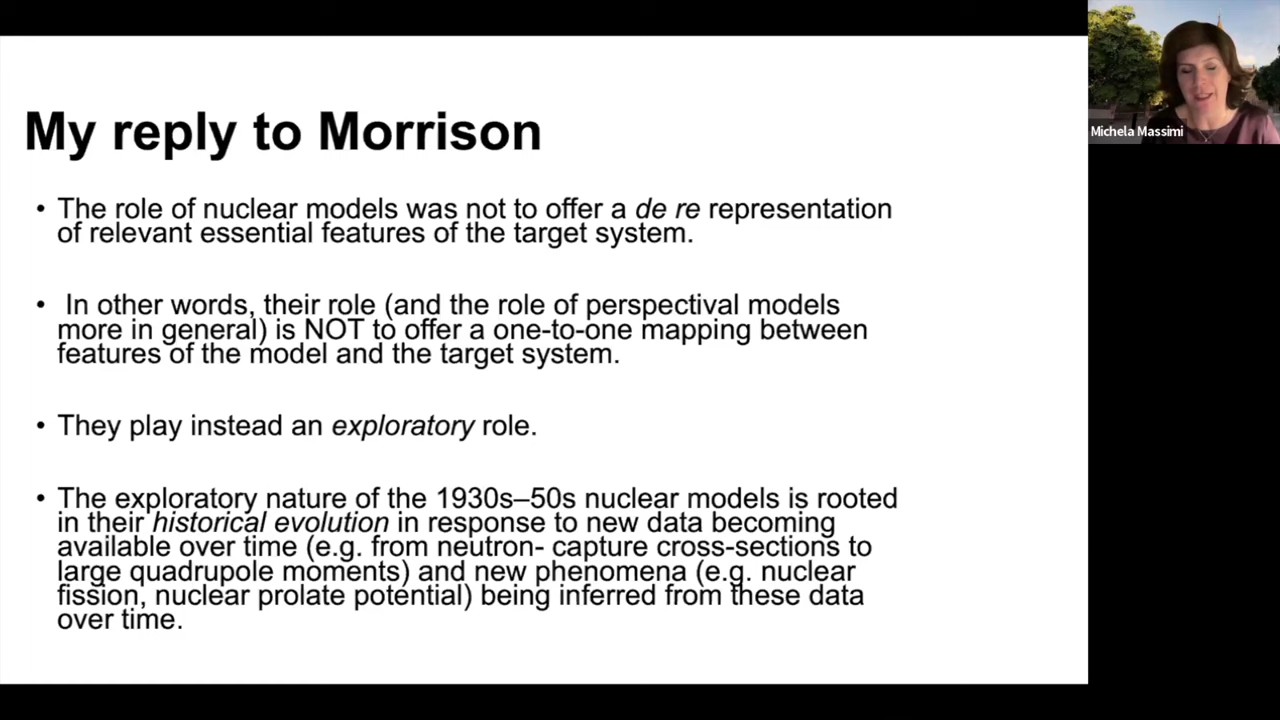 My reply to Morrison
• The role of nuclear models was not to offer a de re representation
of relevant essential features of the target system.
• In other words, their role (and the role of perspectival models
more in general) is NOT to offer a one-to-one mapping between
features of the model and the target system.
• They play instead an exploratory role.
• The exploratory nature of the 1930s–50s nuclear models is rooted
in their historical evolution in response to new data becoming
available over time (e.g. from neutron- capture cross-sections to
large quadrupole moments) and new phenomena (e.g. nuclear
fission, nuclear prolate potential) being inferred from these data
over time.
Michela Massimi